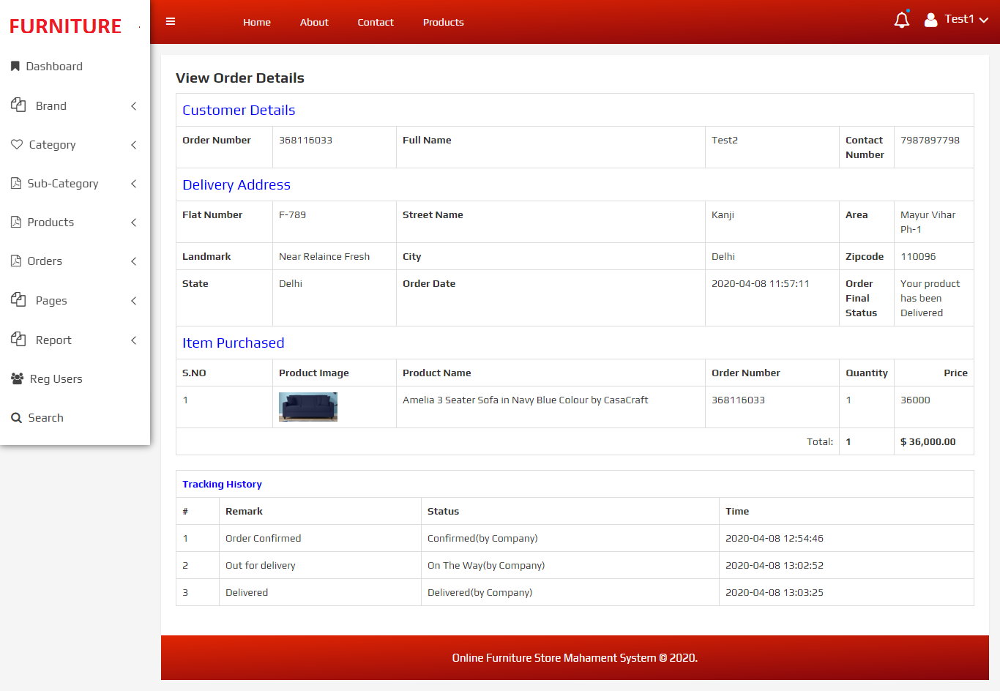 FURNITURE
Home About Contact Products
Test1
Dashboard
Brand
Category
Sub-Category
Products
Orders
Pages
Report
Reg Users
Search
View Order Details
Customer Details
Order Number 368116033 Full Name Test2 Contact Number 7987897798
Delivery Address
Flat Number F-789 Street Name Kanji Area Mayur Vihar Ph-1
Landmark Near Relaince Fresh City Delhi Zipcode 110096
State Delhi Order Date 2020-04-08 11:57:11 Order Final Status Your product has been Delivered
Item Purchased
S.NO Product Image Product Name Order Number Quantity Price
1 Amelia 3 Seater Sofa in Navy Blue Colour by CasaCraft 368116033 1 36000
Total: 1 $ 36,000.00
Tracking History
# Remark Status Time
1 Order Confirmed Confirmed(by Company) 2020-04-08 12:54:46
2 Out for delivery On The Way(by Company) 2020-04-08 13:02:52
3 Delivered Delivered(by Company) 2020-04-08 13:03:25
Online Furniture Store Mahament System © 2020.